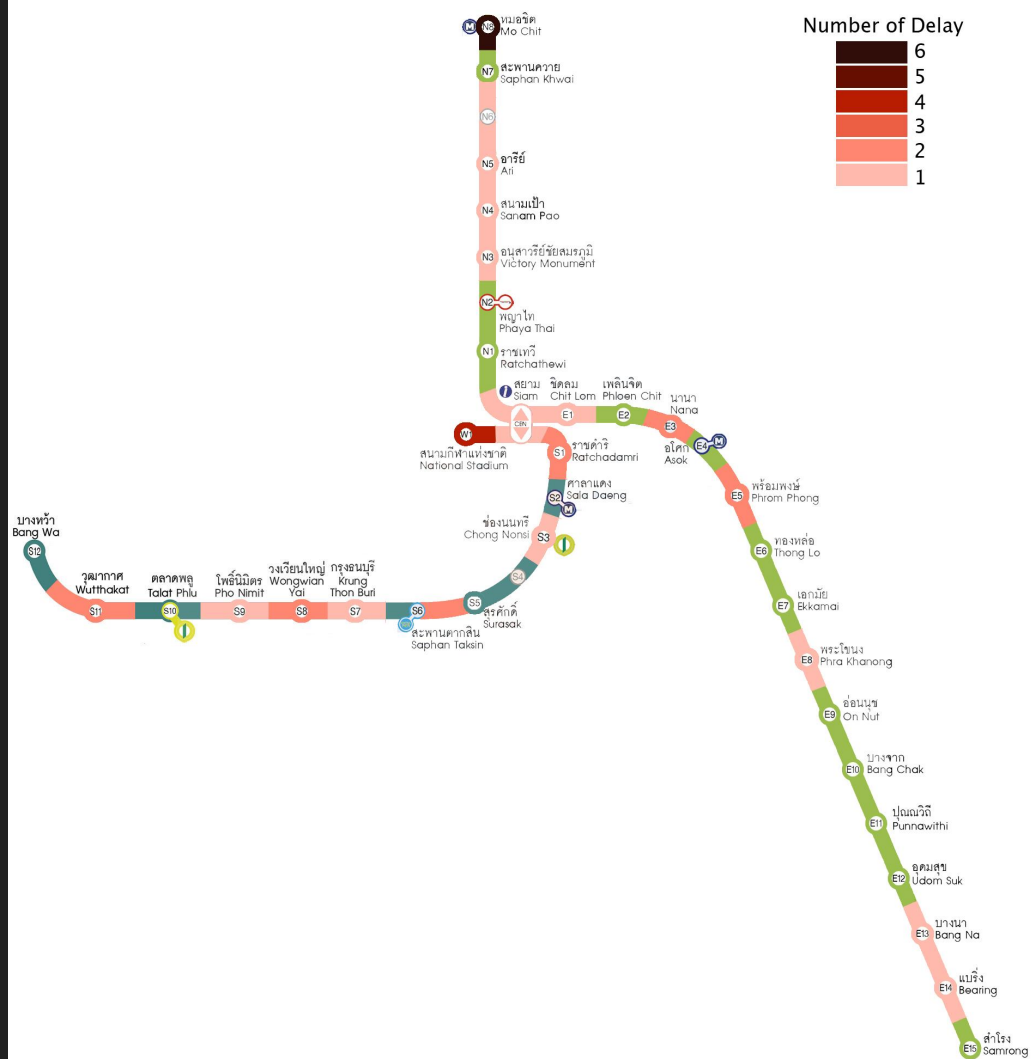 Number of Delay
6
5
4
3
2
1
N8
หมอชิต
Mo Chit
N7
สะพานควาย
Saphan Khwai
N6
N5
อารีย์
Ari
N4
สนามเป้า
Sanam Pao
N3
อนุสาวรีย์ชัยสมรภูมิ
Victory Monument
N2
พญาไท
Phaya Thai
N1
ราชเทวี
Ratchathewi
สยาม
Siam
ชิดลม
Chit Lom
เพลินจิต
Phloen Chit
นานา
Nana
CEN
E1
E2
E3
E4
อโศก
Asok
W1
สนามกีฬาแห่งชาติ
National Stadium
S1
ราชดำริ
Ratchadamri
S2
ศาลาแดง
Sala Daeng
M
ช่องนนทรี
Chong Nonsi
S3
S4
S5
สุรศักดิ์
Surasak
S6
สะพานตากสิน
Saphan Taksin
กรุงธนบุรี
Krung
Thon Buri
S7
วงเวียนใหญ่
Wongwian
Yai
S8
โพธิ์นิมิตร
Pho Nimit
S9
ตลาดพลู
Talat Phlu
S10
วุฒากาศ
Wutthakat
S11
บางหว้า
Bang Wa
S12
E5
พร้อมพงษ์
Phrom Phong
E6
ทองหล่อ
Thong Lo
E7
เอกมัย
Ekkamai
E8
พระโขนง
Phra Khanong
E9
อ่อนนุช
On Nut
E10
บางจาก
Bang Chak
E11
ปุณณวิถี
Punnawithi
E12
อุดมสุข
Udom Suk
E13
บางนา
Bang Na
E14
แบริ่ง
Bearing
E15
สำโรง
Samrong